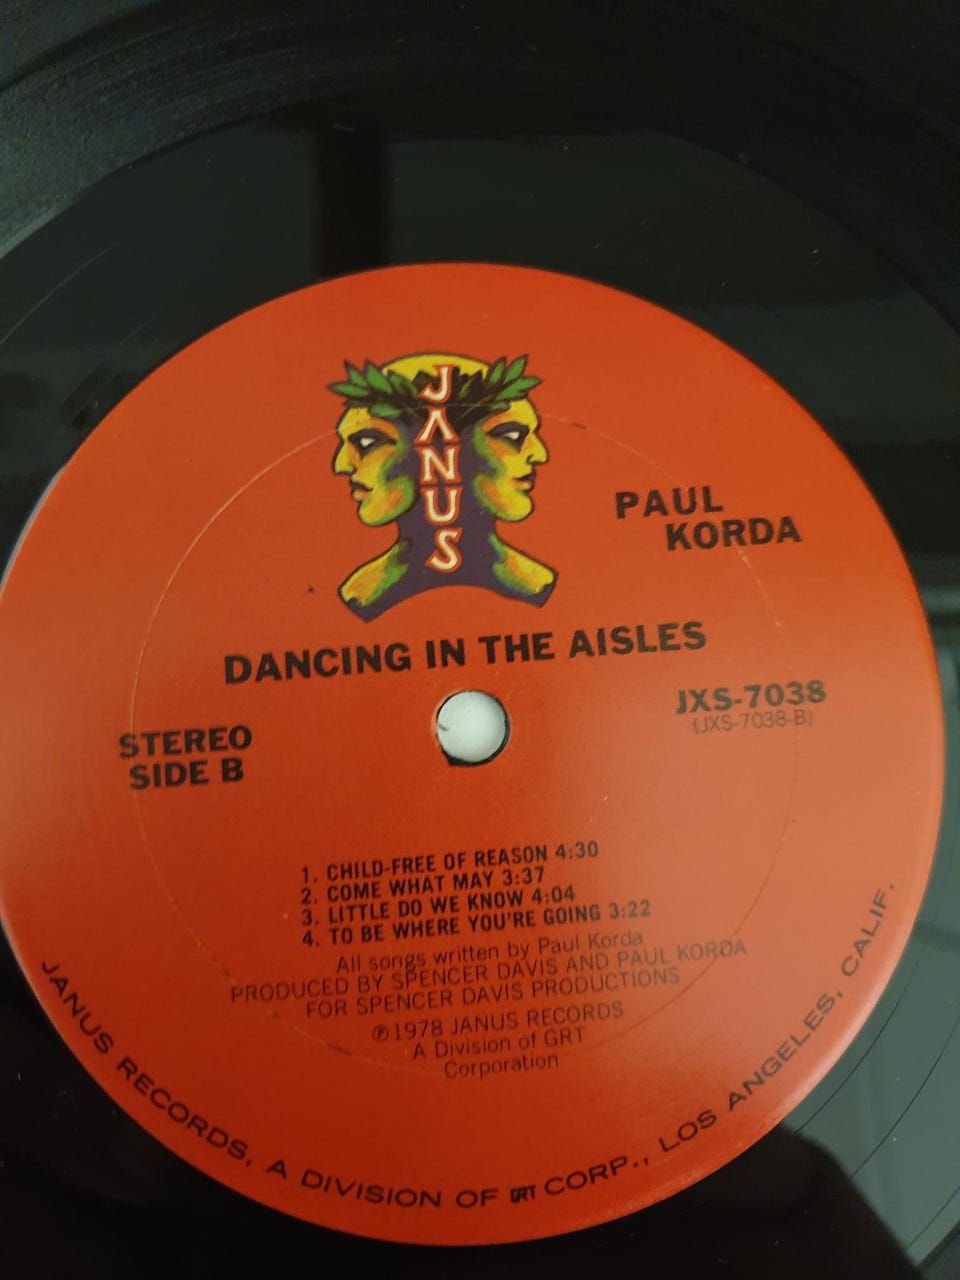 JANUS
PAUL
KORDA
DANCING IN THE AISLES
STEREO
SIDE B
JXS-7038
(JXS-7038-B)
1. CHILD-FREE OF REASON 4:30
2. COME WHAT MAY 3:37
3. LITTLE DO WE KNOW 4:04
4. TO BE WHERE YOU'RE GOING 3:22
All songs written by Paul Korda
PRODUCED BY SPENCER DAVIS AND PAUL KORDA
FOR SPENCER DAVIS PRODUCTIONS
℗1978 JANUS RECORDS
A Division of GRT
Corporation
JANUS RECORDS, A DIVISION OF GRT CORP., LOS ANGELES, CALIF.